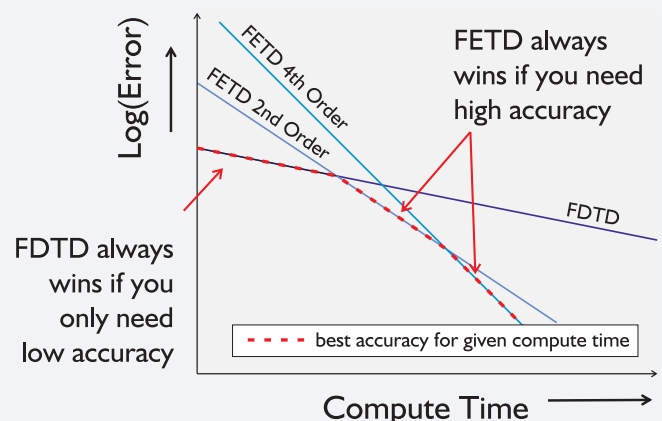 Log(Error)
FETD 4th Order
FETD 2nd Order
FETD always
wins if you need
high accuracy
FDTD
FDTD always
wins if you
only need
low accuracy
best accuracy for given compute time
Compute Time